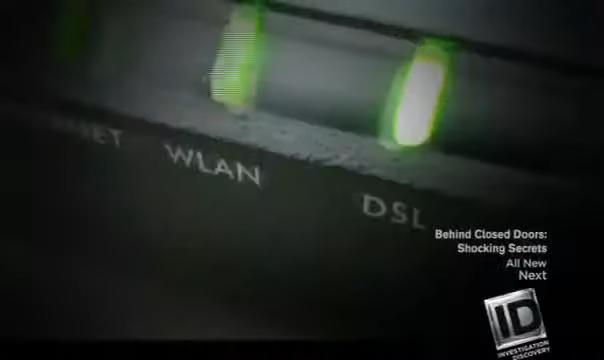 WLAN
DSL
Behind Closed Doors:
Shocking Secrets
All New
Next
ID
INVESTIGATION
DISCOVERY